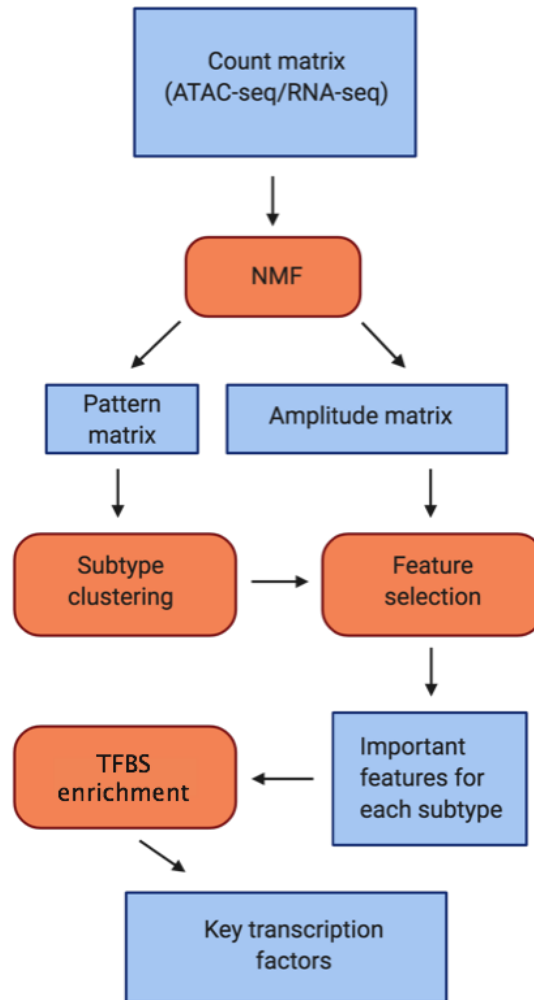 Count matrix
(ATAC-seq/RNA-seq)
NMF
Pattern
matrix
Amplitude matrix
Subtype
clustering
Feature
selection
TFBS
enrichment
Important
features for
each subtype
Key transcription
factors